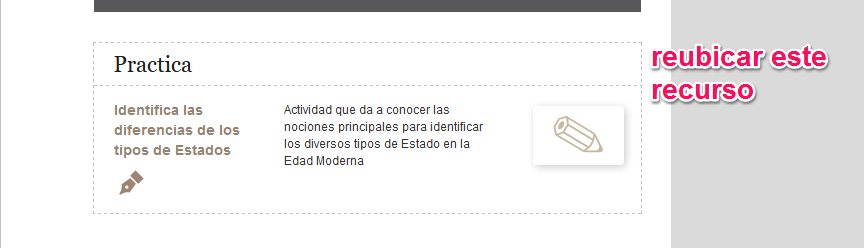 Practica
reubicar este
recurso
Identifica las
diferencias de los
tipos de Estados
Actividad que da a conocer las
nociones principales para identificar
los diversos tipos de Estado en la
Edad Moderna